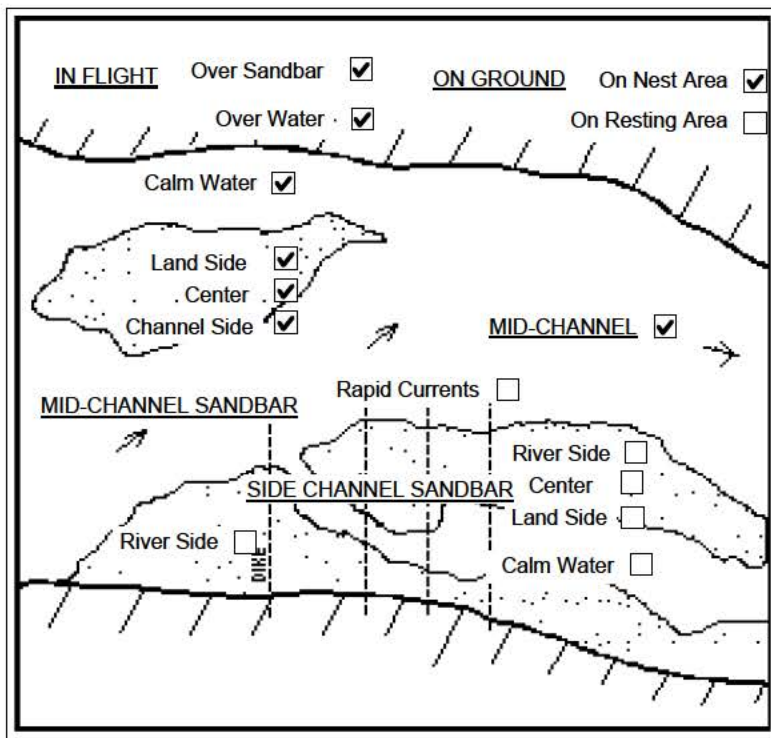 IN FLIGHT Over Sandbar ☑ ON GROUND On Nest Area ☑
Over Water ☑ On Resting Area ☐
Calm Water ☑
Land Side ☑
Center ☑
Channel Side ☑
MID-CHANNEL ☑
Rapid Currents ☐
MID-CHANNEL SANDBAR
River Side ☐
SIDE CHANNEL SANDBAR Center ☐
Land Side ☐
River Side ☐
DIKE
Calm Water ☐